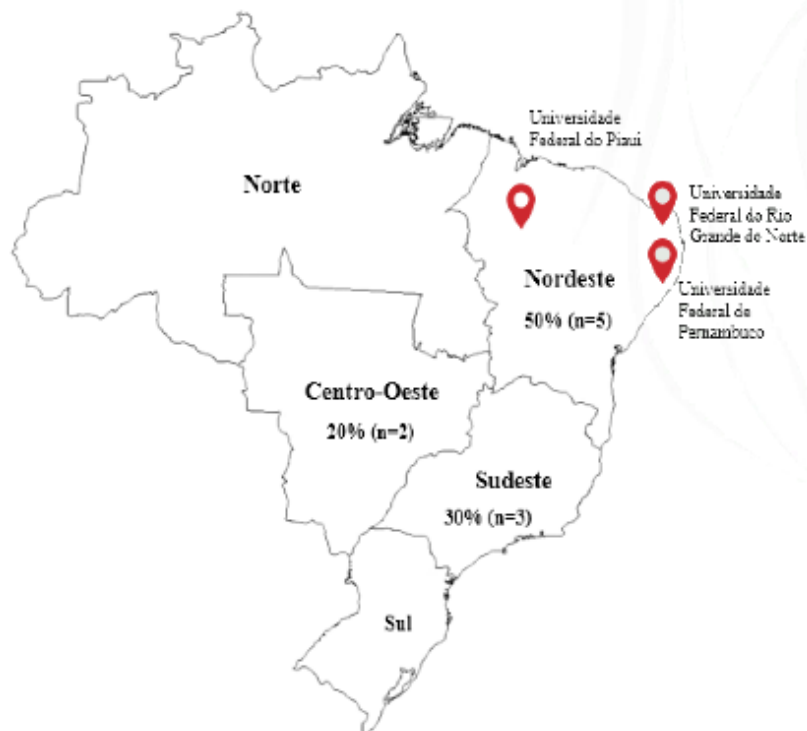 Universidade
Federal do Piaui
Norte
Universidade
Federal do Rio
Grande do Norte
Nordeste
50% (n=5)
Universidade
Federal de
Pernambuco
Centro-Oeste
20% (n=2)
Sudeste
30% (n=3)
Sul